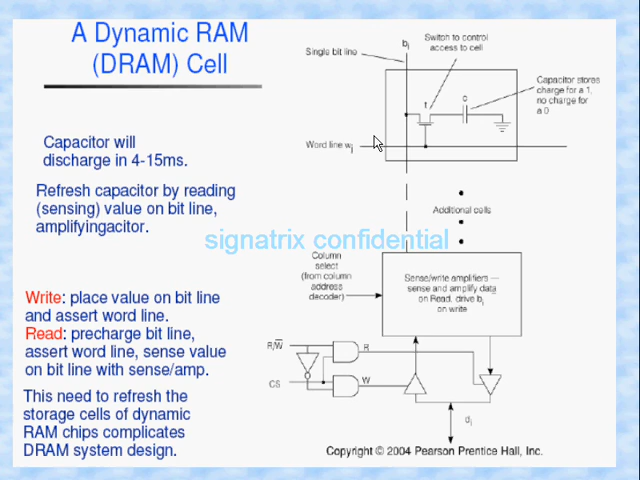 A Dynamic RAM
(DRAM) Cell
Capacitor will
discharge in 4-15ms.
Refresh capacitor by reading
(sensing) value on bit line,
amplifyingacitor.
signatrix confidential
Write: place value on bit line
and assert word line.
Read: precharge bit line,
assert word line, sense value
on bit line with sense/amp.
This need to refresh the
storage cells of dynamic
RAM chips complicates
DRAM system design.
Single bit line
bj
Switch to control
access to cell
t
c
Capacitor stores
charge for a 1,
no charge for
a 0
Word line wj
Additional cells
Column
select
(from column
address
decoder)
Sense/write amplifiers —
sense and amplify data
on Read, drive bj
on write
R/W̅
R
CS
W
dj
Copyright © 2004 Pearson Prentice Hall, Inc.